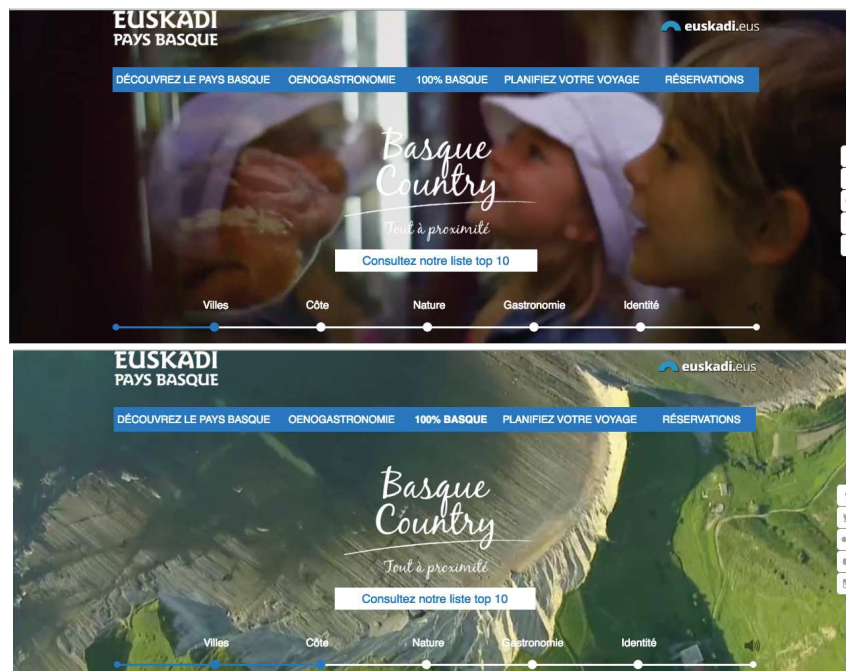 EUSKADI
PAYS BASQUE
euskadi.eus
DÉCOUVREZ LE PAYS BASQUE OENOGASTRONOMIE 100% BASQUE PLANIFIEZ VOTRE VOYAGE RÉSERVATIONS
Basque
Country
Tout à proximité
Consultez notre liste top 10
Villes Côte Nature Gastronomie Identité
EUSKADI
PAYS BASQUE
euskadi.eus
DÉCOUVREZ LE PAYS BASQUE OENOGASTRONOMIE 100% BASQUE PLANIFIEZ VOTRE VOYAGE RÉSERVATIONS
Basque
Country
Tout à proximité
Consultez notre liste top 10
Villes Côte Nature Gastronomie Identité